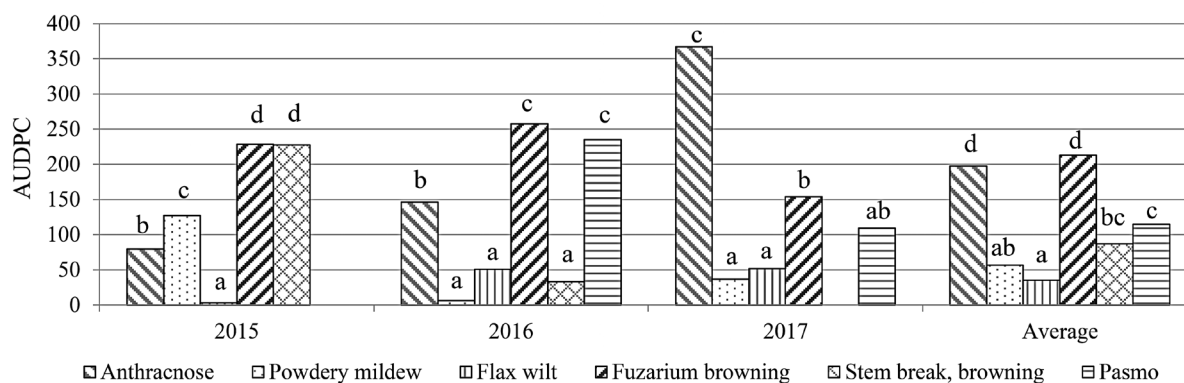 400
350
300
250
200
150
100
50
0
AUDPC
b c a d d
b a a c a c
c a a b ab
d ab a d bc c
2015 2016 2017 Average
Anthracnose Powdery mildew Flax wilt Fuzarium browning Stem break, browning Pasmo